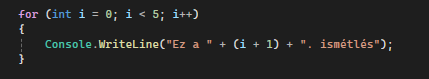 for (int i = 0; i < 5; i++)
{
    Console.WriteLine("Ez a " + (i + 1) + ". ismétlés");
}